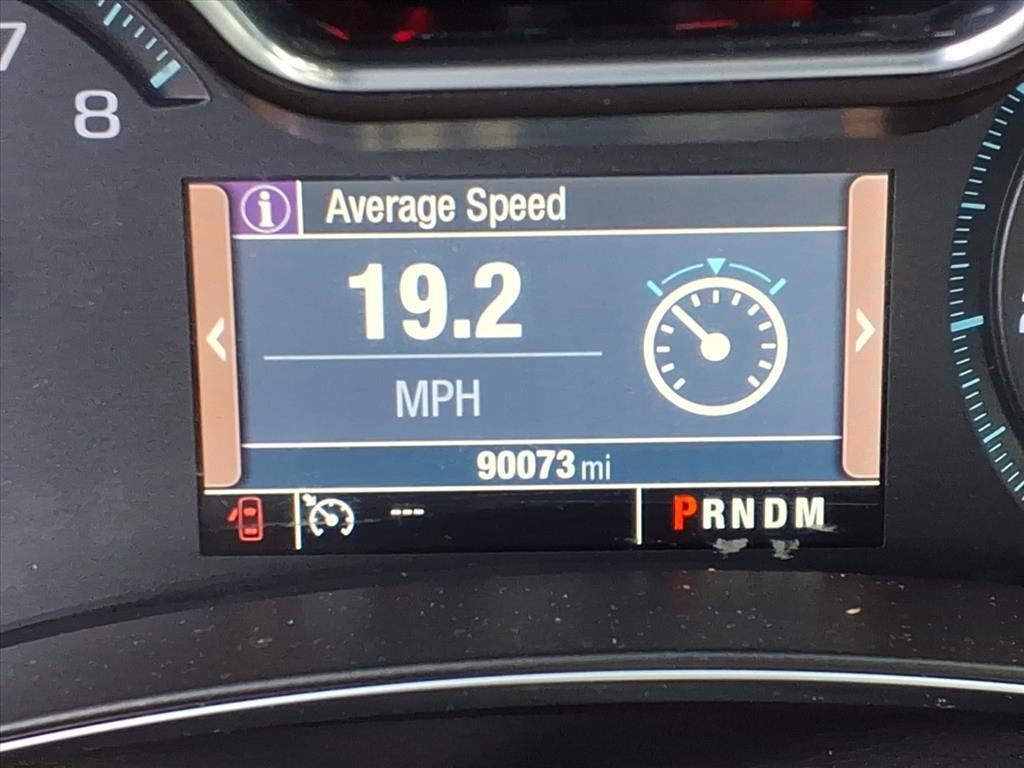 7
8
i Average Speed
19.2
MPH
90073 mi
--- PRNDM